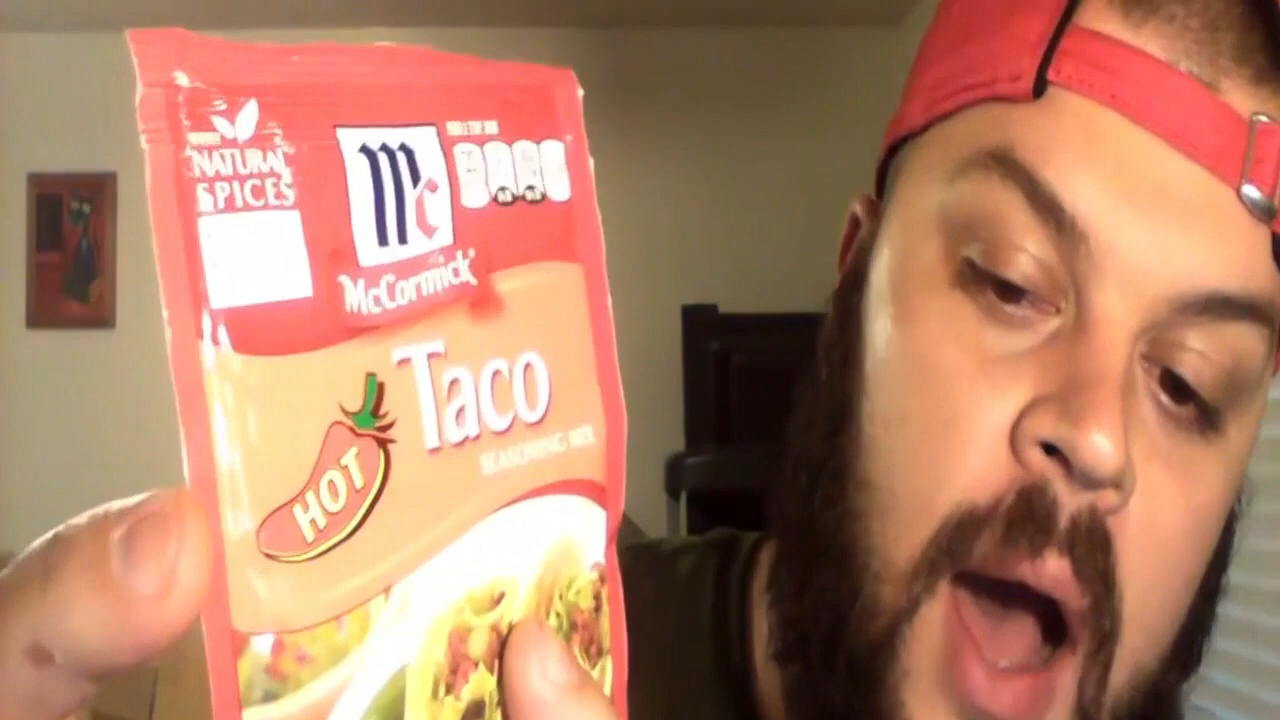 NATURAL
SPICES
Mc
McCormick®
Taco
SEASONING MIX
HOT